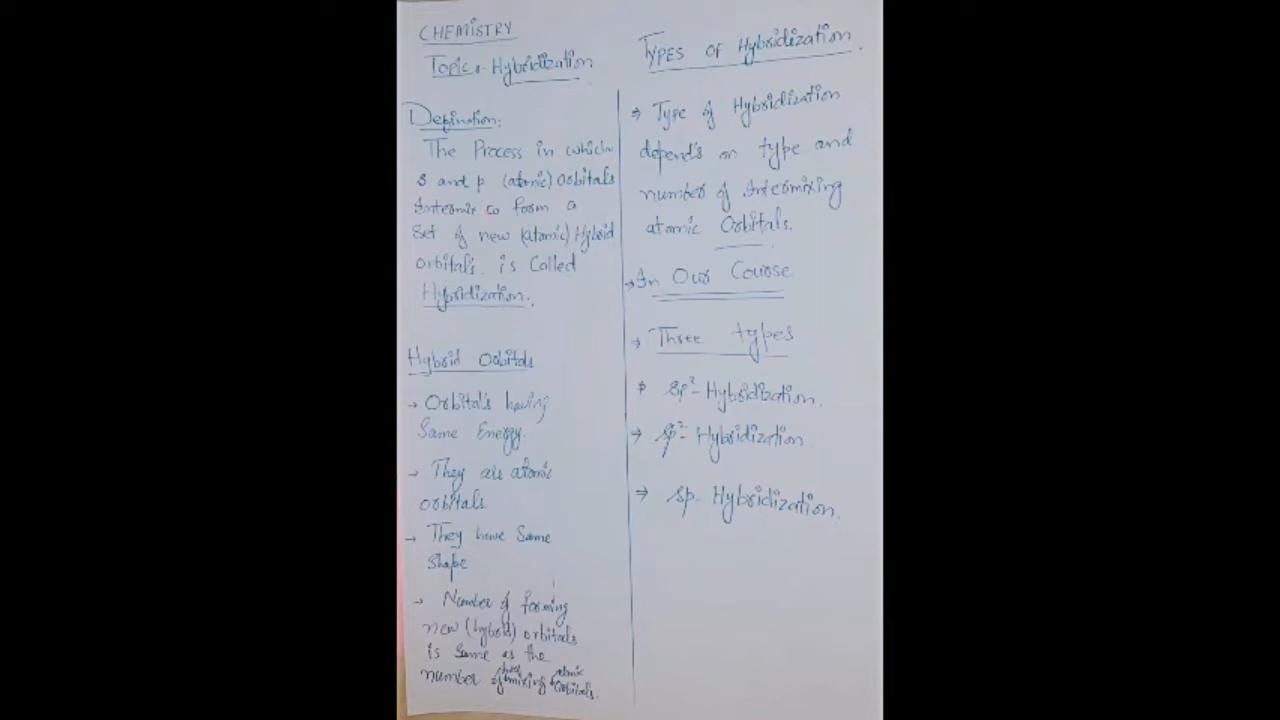 CHEMISTRY
Topic:- Hybridization
Defination:
The Process in which
s and p (atomic) Orbitals
Intermix to form a
Set of new (atomic) Hybrid
orbitals. is Called
Hybridization.
Hybrid Orbitals
→ Orbital's having
Same Energy.
→ They are atomic
orbitals.
→ They have Same
Shape
→ Number of forming
new (hybrid) orbitals
is Same as the
number of intermixing atomic orbitals.
TYPES OF Hybridization.
⇒ Type of Hybridization
depend's on type and
number of Intermixing
atomic Orbitals.
→ In Our Course
⇒ Three types
⇒ sp³- Hybridization.
⇒ sp²- Hybridization
⇒ sp- Hybridization.